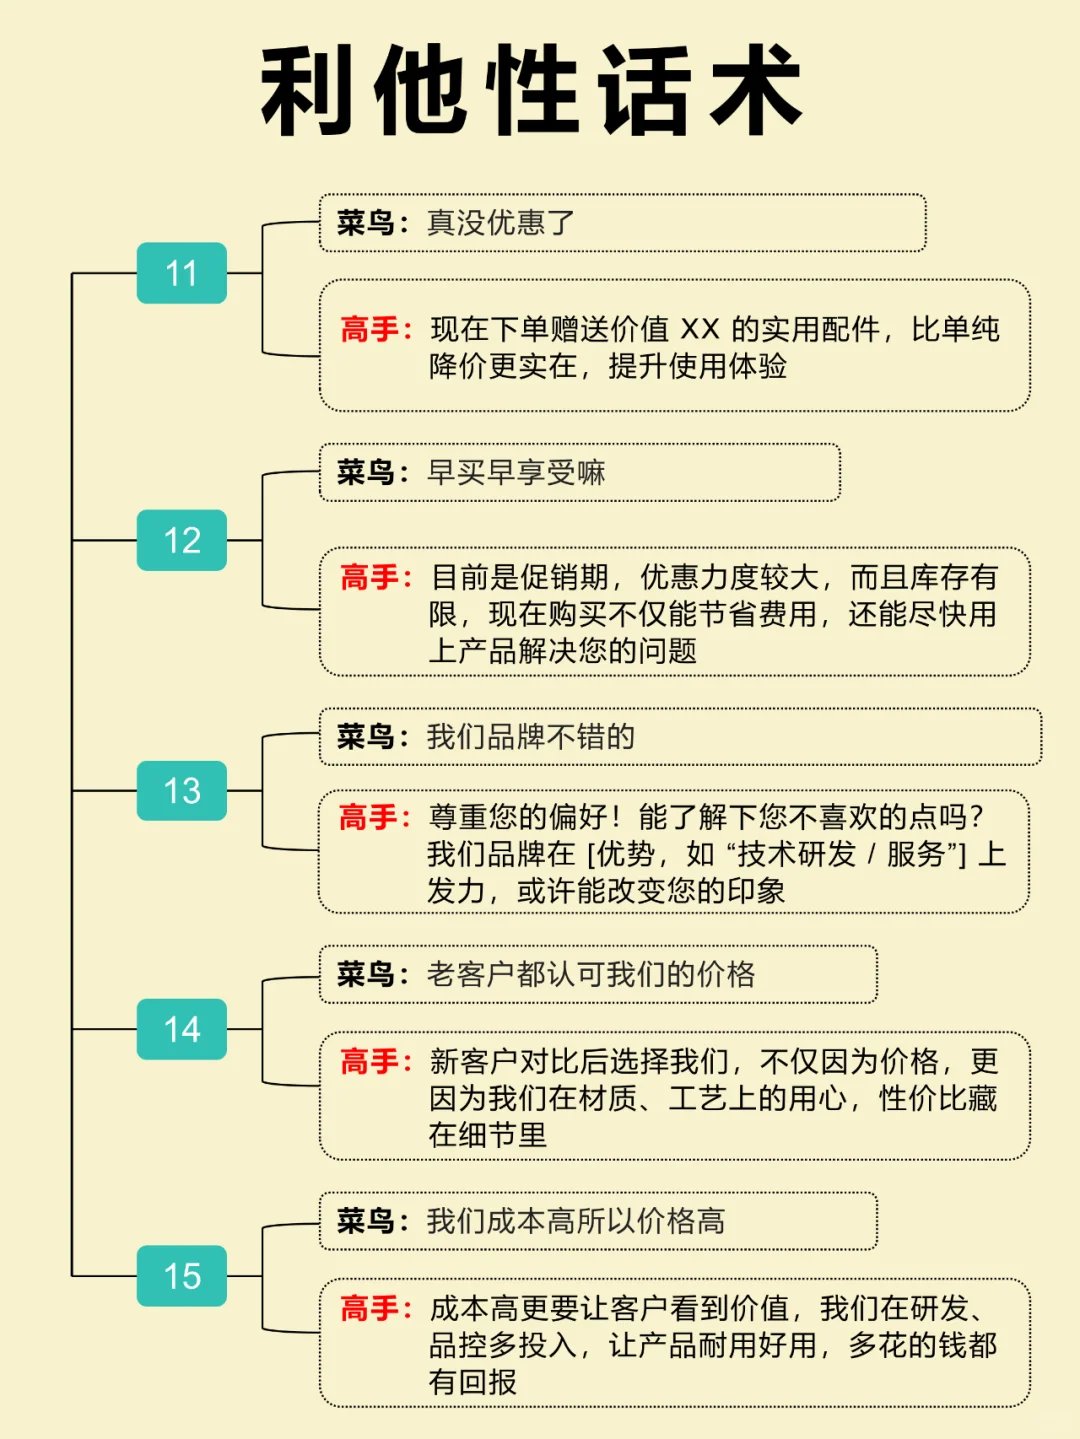 利他性话术
11
菜鸟：真没优惠了
高手：现在下单赠送价值 XX 的实用配件，比单纯
降价更实在，提升使用体验
12
菜鸟：早买早享受嘛
高手：目前是促销期，优惠力度较大，而且库存有
限，现在购买不仅能节省费用，还能尽快用
上产品解决您的问题
13
菜鸟：我们品牌不错的
高手：尊重您的偏好！能了解下您不喜欢的点吗？
我们品牌在 [优势，如 “技术研发 / 服务”] 上
发力，或许能改变您的印象
14
菜鸟：老客户都认可我们的价格
高手：新客户对比后选择我们，不仅因为价格，更
因为我们在材质、工艺上的用心，性价比藏
在细节里
15
菜鸟：我们成本高所以价格高
高手：成本高更要让客户看到价值，我们在研发、
品控多投入，让产品耐用好用，多花的钱都
有回报